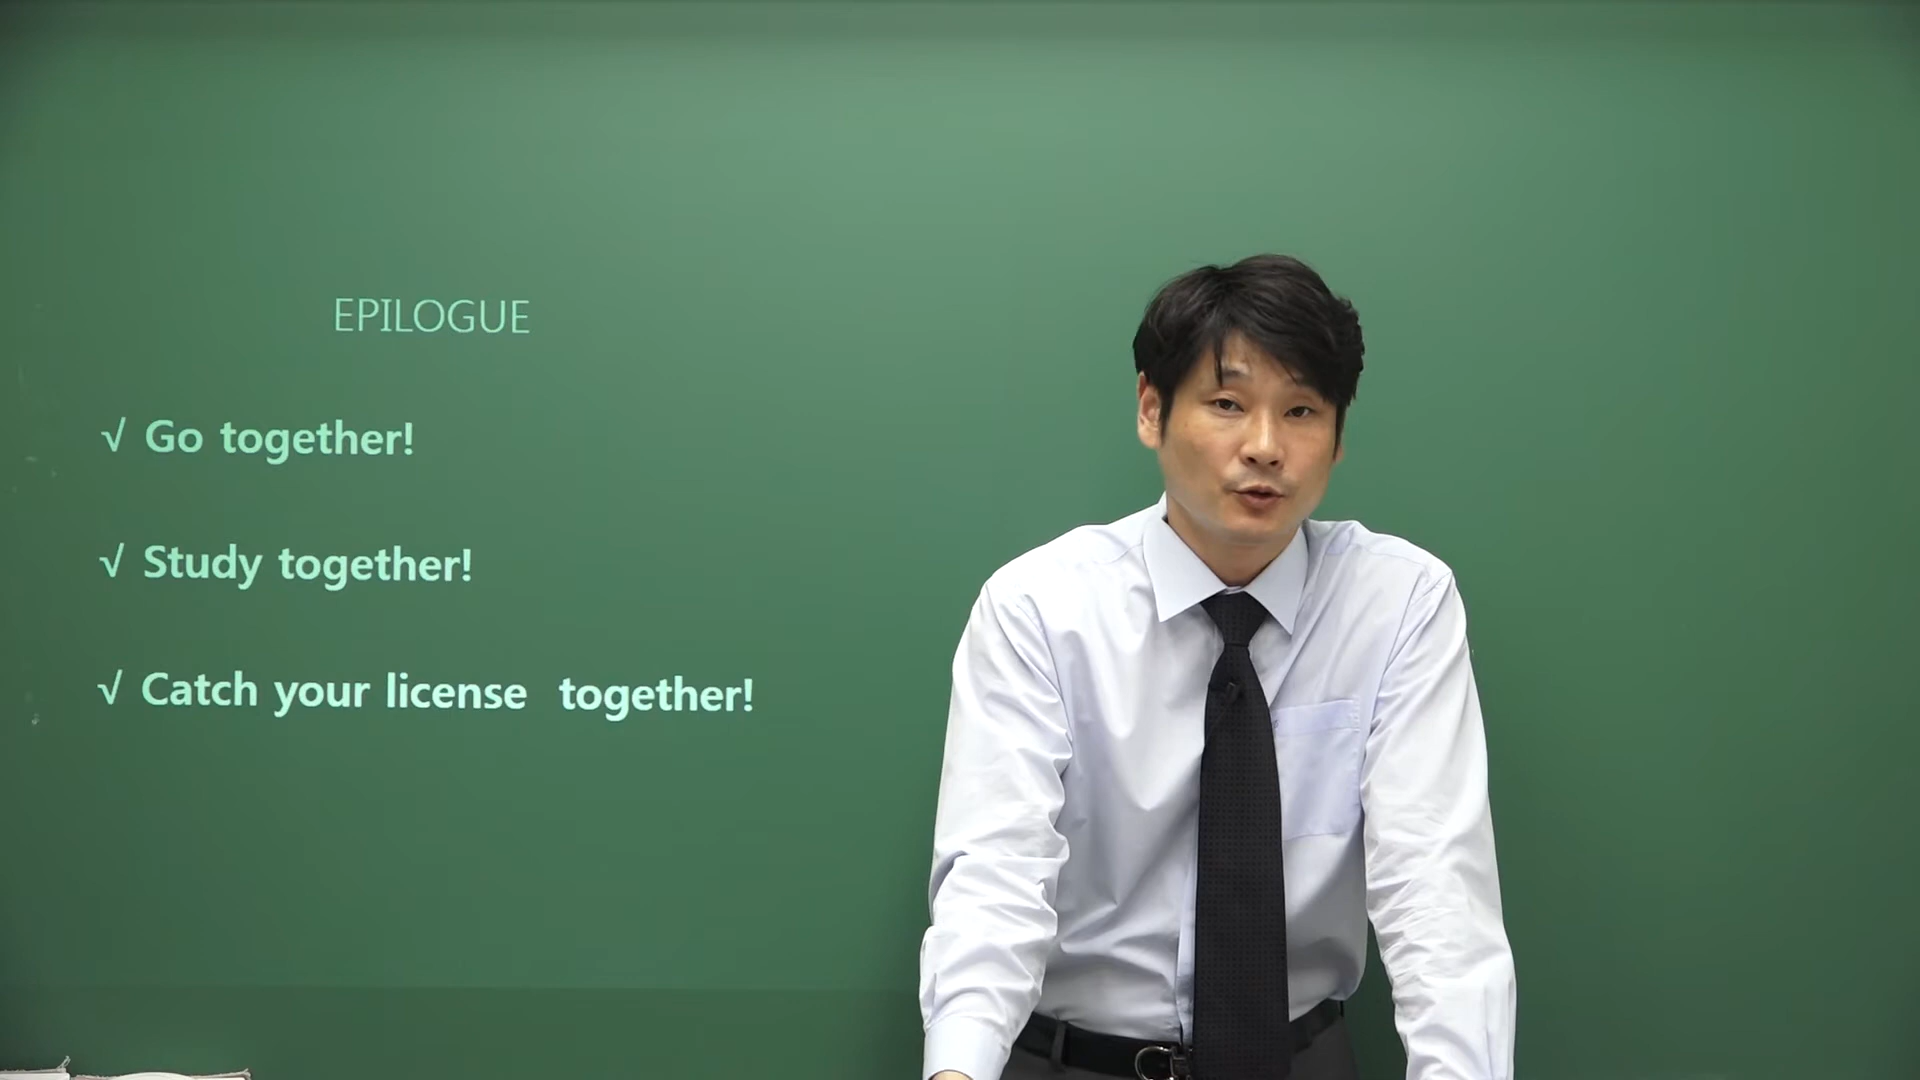 EPILOGUE
√ Go together!
√ Study together!
√ Catch your license together!